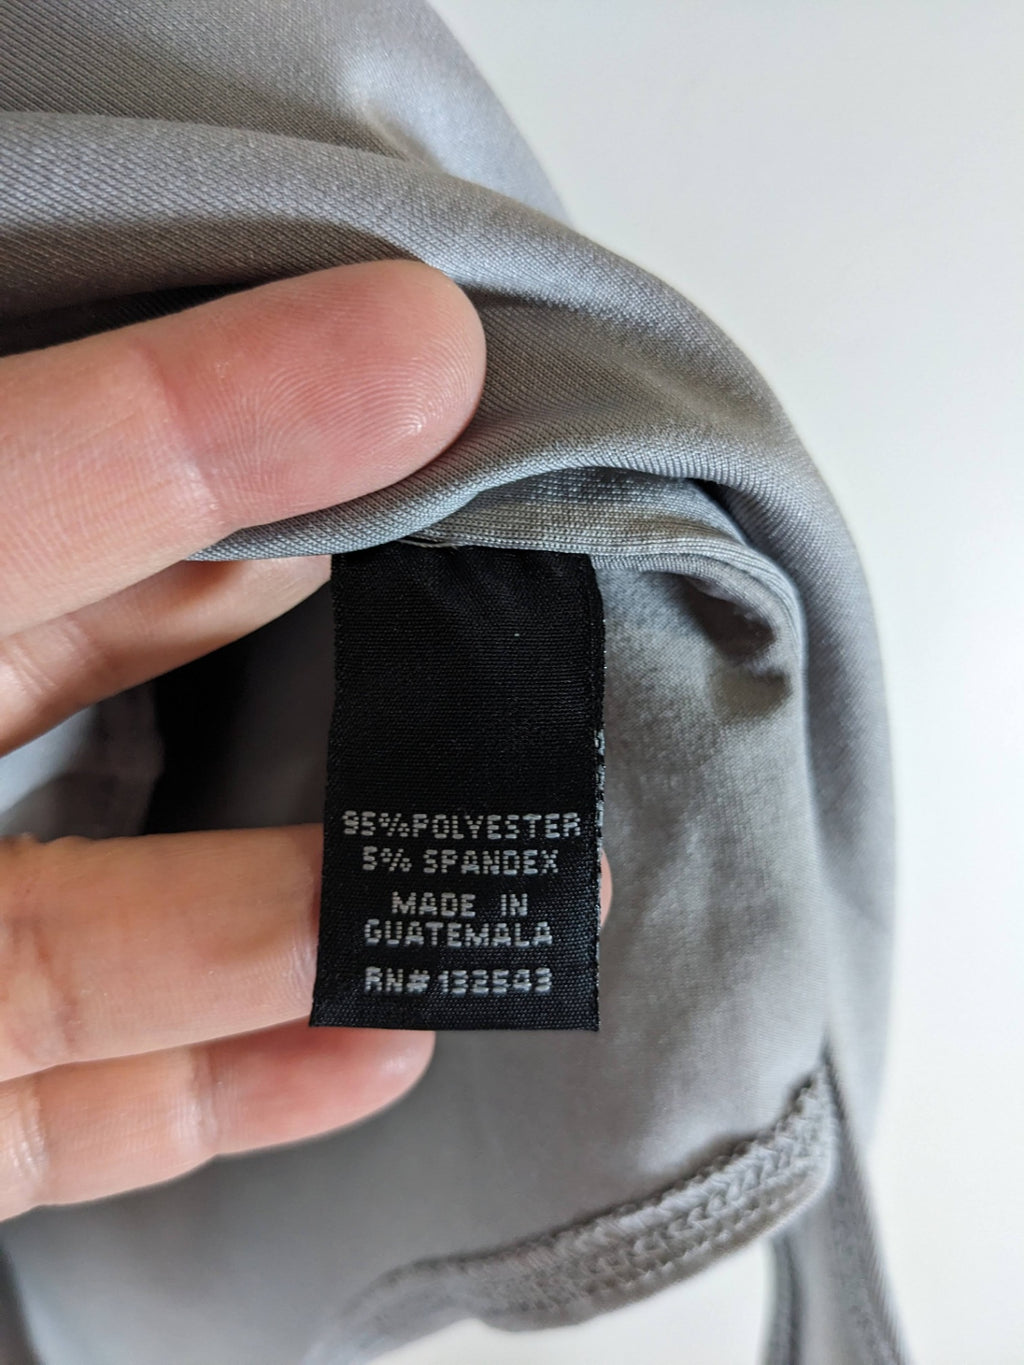 95%POLYESTER
5% SPANDEX
MADE IN
GUATEMALA
RN# 132543